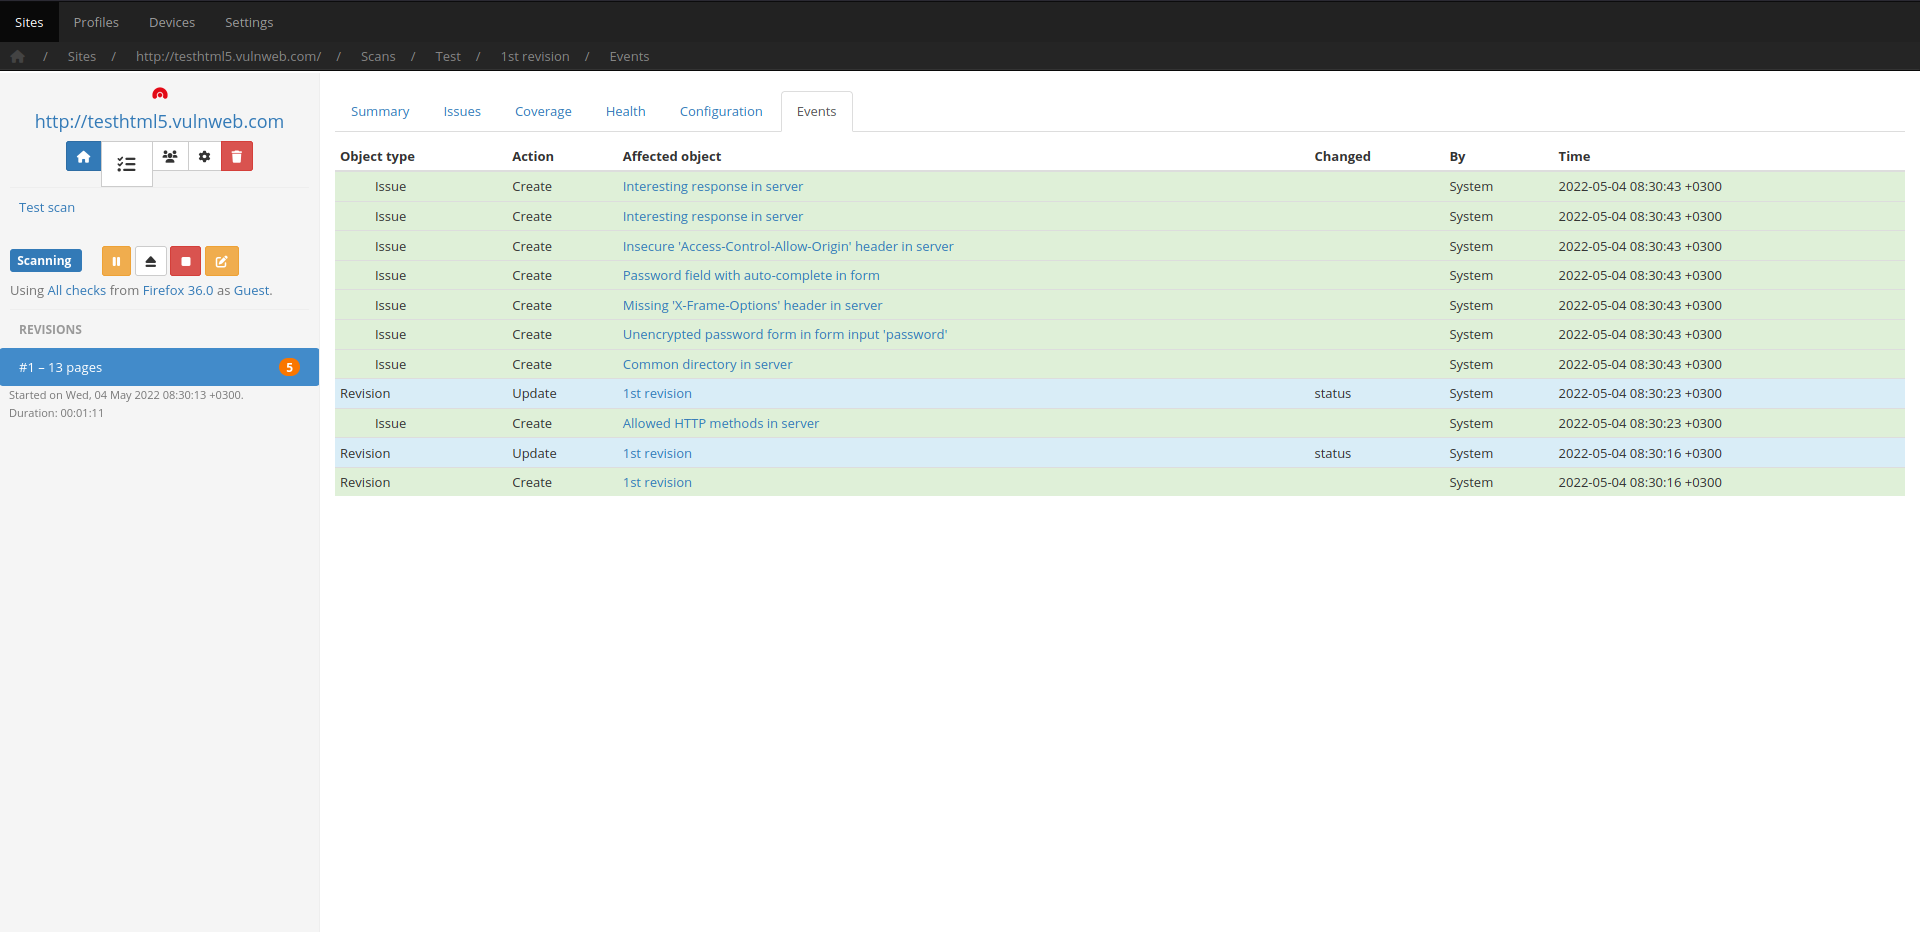 Sites Profiles Devices Settings
/ Sites / http://testhtml5.vulnweb.com/ / Scans / Test / 1st revision / Events
http://testhtml5.vulnweb.com
Test scan
Scanning
Using All checks from Firefox 36.0 as Guest.
REVISIONS
#1 – 13 pages 5
Started on Wed, 04 May 2022 08:30:13 +0300.
Duration: 00:01:11
Summary Issues Coverage Health Configuration Events
Object type Action Affected object Changed By Time
Issue Create Interesting response in server System 2022-05-04 08:30:43 +0300
Issue Create Interesting response in server System 2022-05-04 08:30:43 +0300
Issue Create Insecure 'Access-Control-Allow-Origin' header in server System 2022-05-04 08:30:43 +0300
Issue Create Password field with auto-complete in form System 2022-05-04 08:30:43 +0300
Issue Create Missing 'X-Frame-Options' header in server System 2022-05-04 08:30:43 +0300
Issue Create Unencrypted password form in form input 'password' System 2022-05-04 08:30:43 +0300
Issue Create Common directory in server System 2022-05-04 08:30:43 +0300
Revision Update 1st revision status System 2022-05-04 08:30:23 +0300
Issue Create Allowed HTTP methods in server System 2022-05-04 08:30:23 +0300
Revision Update 1st revision status System 2022-05-04 08:30:16 +0300
Revision Create 1st revision System 2022-05-04 08:30:16 +0300